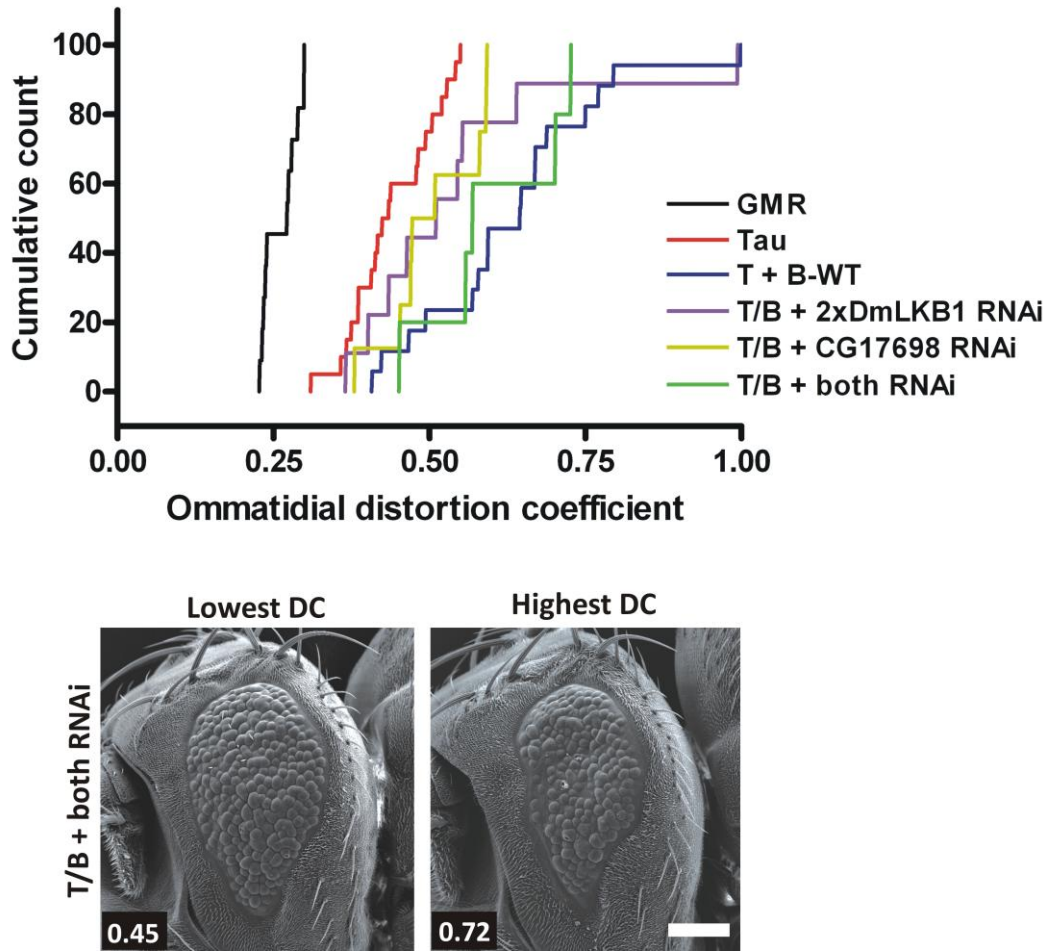 100
80
60
40
20
0
Cumulative count
0.00 0.25 0.50 0.75 1.00
Ommatidial distortion coefficient
GMR
Tau
T + B-WT
T/B + 2xDmLKB1 RNAi
T/B + CG17698 RNAi
T/B + both RNAi
Lowest DC Highest DC
T/B + both RNAi
0.45 0.72